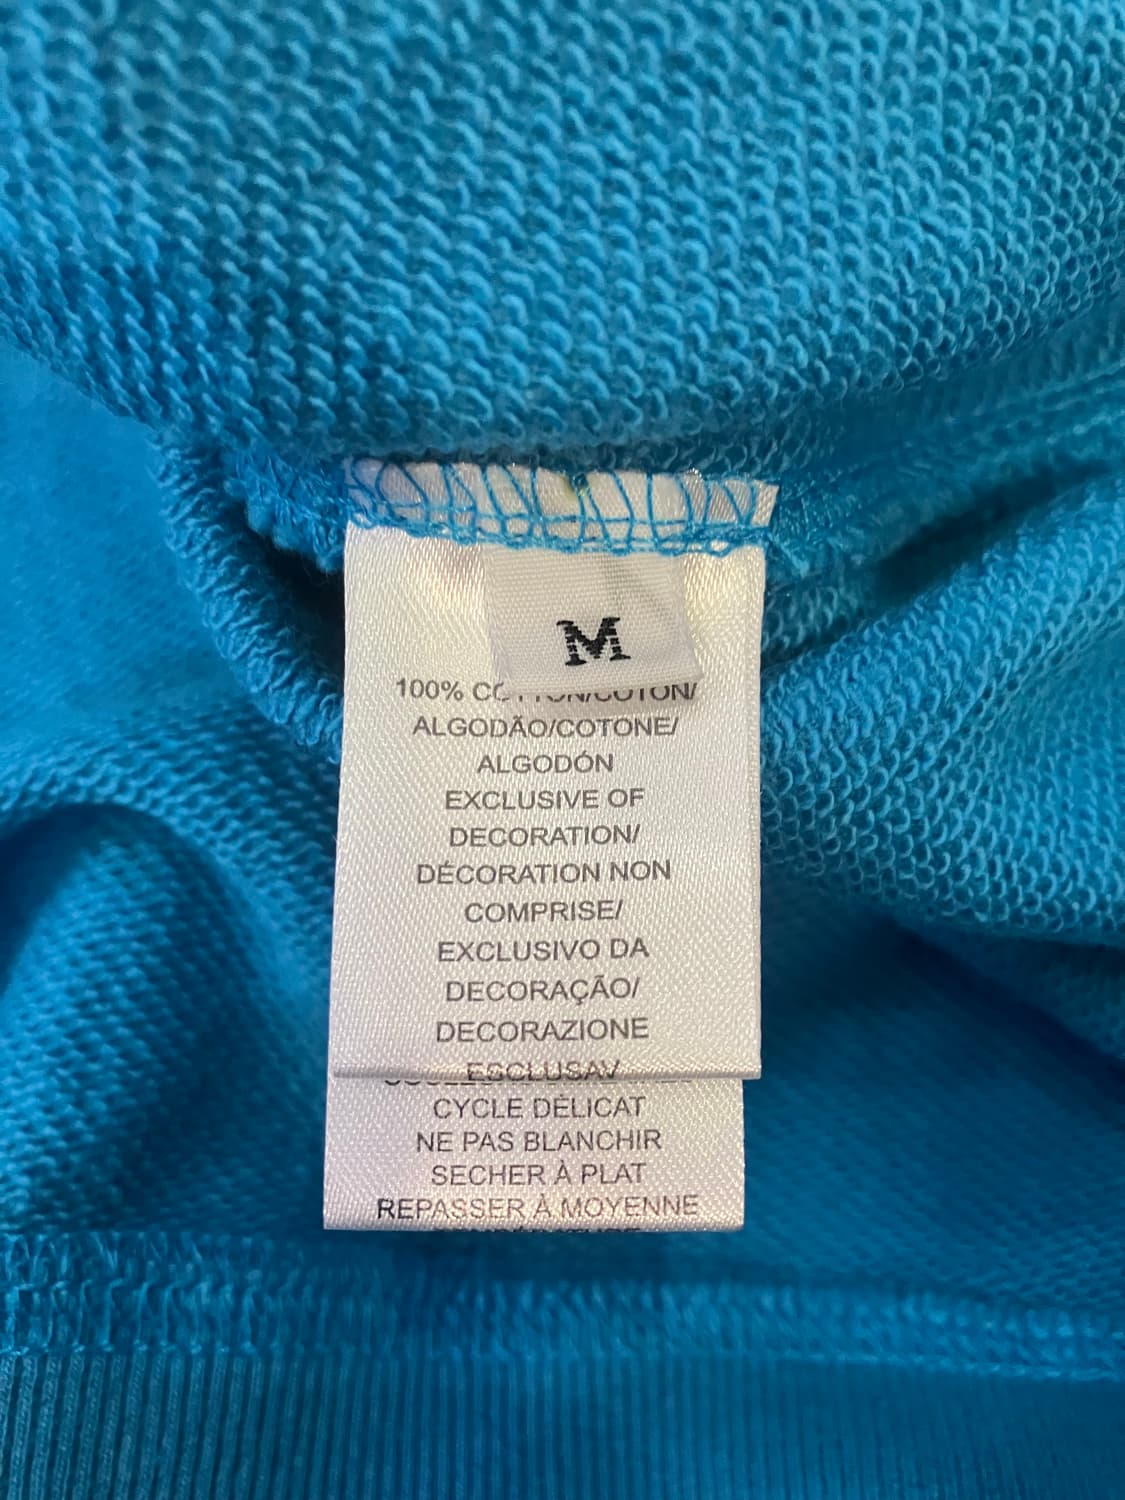 M
100% COTTON/COTON/
ALGODÃO/COTONE/
ALGODÓN
EXCLUSIVE OF
DECORATION/
DÉCORATION NON
COMPRISE/
EXCLUSIVO DA
DECORAÇÃO/
DECORAZIONE
ESCLUSAV
CYCLE DÉLICAT
NE PAS BLANCHIR
SECHER À PLAT
REPASSER À MOYENNE